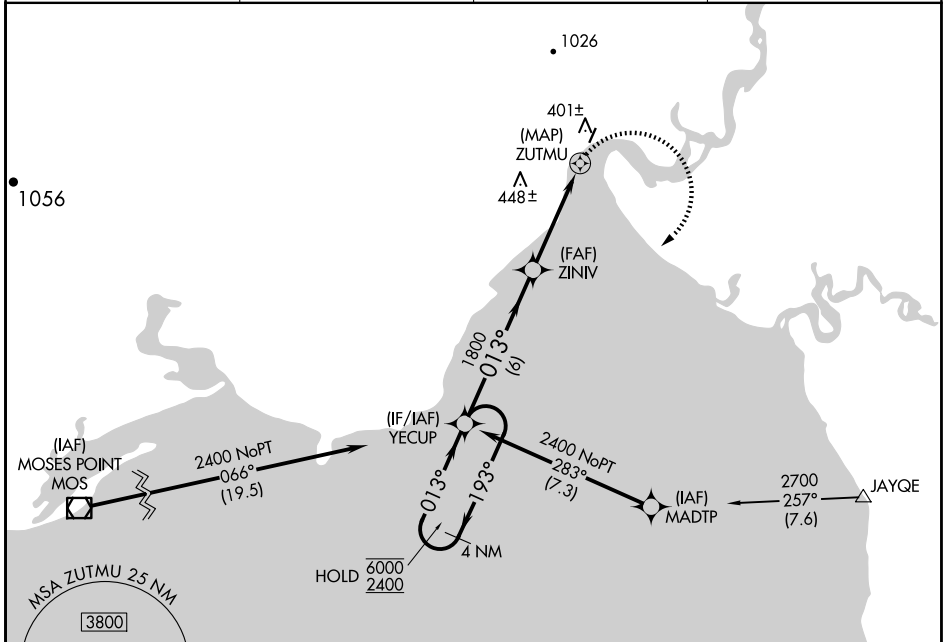 1026
401±
(MAP)
ZUTMU
1056
448±
(FAF)
ZINIV
1800
013°
(6)
(IF/IAF)
YECUP
(IAF)
MOSES POINT
MOS
2400 NoPT
066°
(19.5)
013°
193°
2400 NoPT
283°
(7.3)
(IAF)
MADTP
2700
257°
(7.6)
JAYQE
4 NM
HOLD
6000
2400
MSA ZUTMU 25 NM
3800